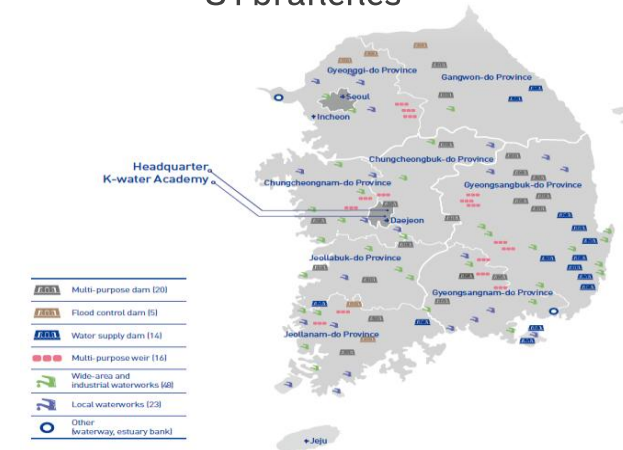 Gyeonggi-do Province
Gangwon-do Province
Seoul
Incheon
Headquarter
K-water Academy
Chungcheongbuk-do Province
Chungcheongnam-do Province
Gyeongsangbuk-do Province
Daejeon
Jeollabuk-do Province
Gyeongsangnam-do Province
Jeollanam-do Province
Jeju
Multi-purpose dam (20)
Flood control dam (5)
Water supply dam (14)
Multi-purpose weir (16)
Wide-area and
industrial waterworks (48)
Local waterworks (23)
Other
(waterway, estuary bank)